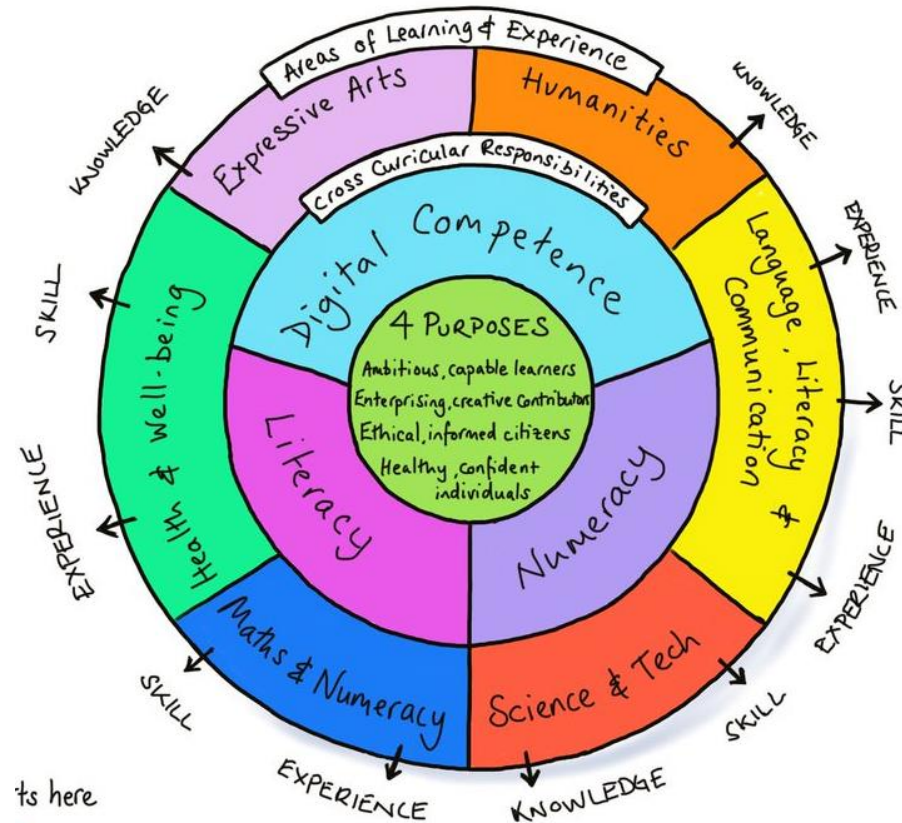 Areas of Learning & Experience
Expressive Arts
Humanities
Cross Curricular Responsibilities
Digital Competence
4 PURPOSES
Ambitious, capable learners
Enterprising, creative contributors
Ethical, informed citizens
Healthy, confident
individuals
Literacy
Numeracy
Health & Well-being
Language, Literacy &
Communication
Maths & Numeracy
Science & Tech
KNOWLEDGE
SKILL
EXPERIENCE
SKILL
EXPERIENCE
KNOWLEDGE
SKILL
EXPERIENCE
SKILL
EXPERIENCE
KNOWLEDGE
ts here